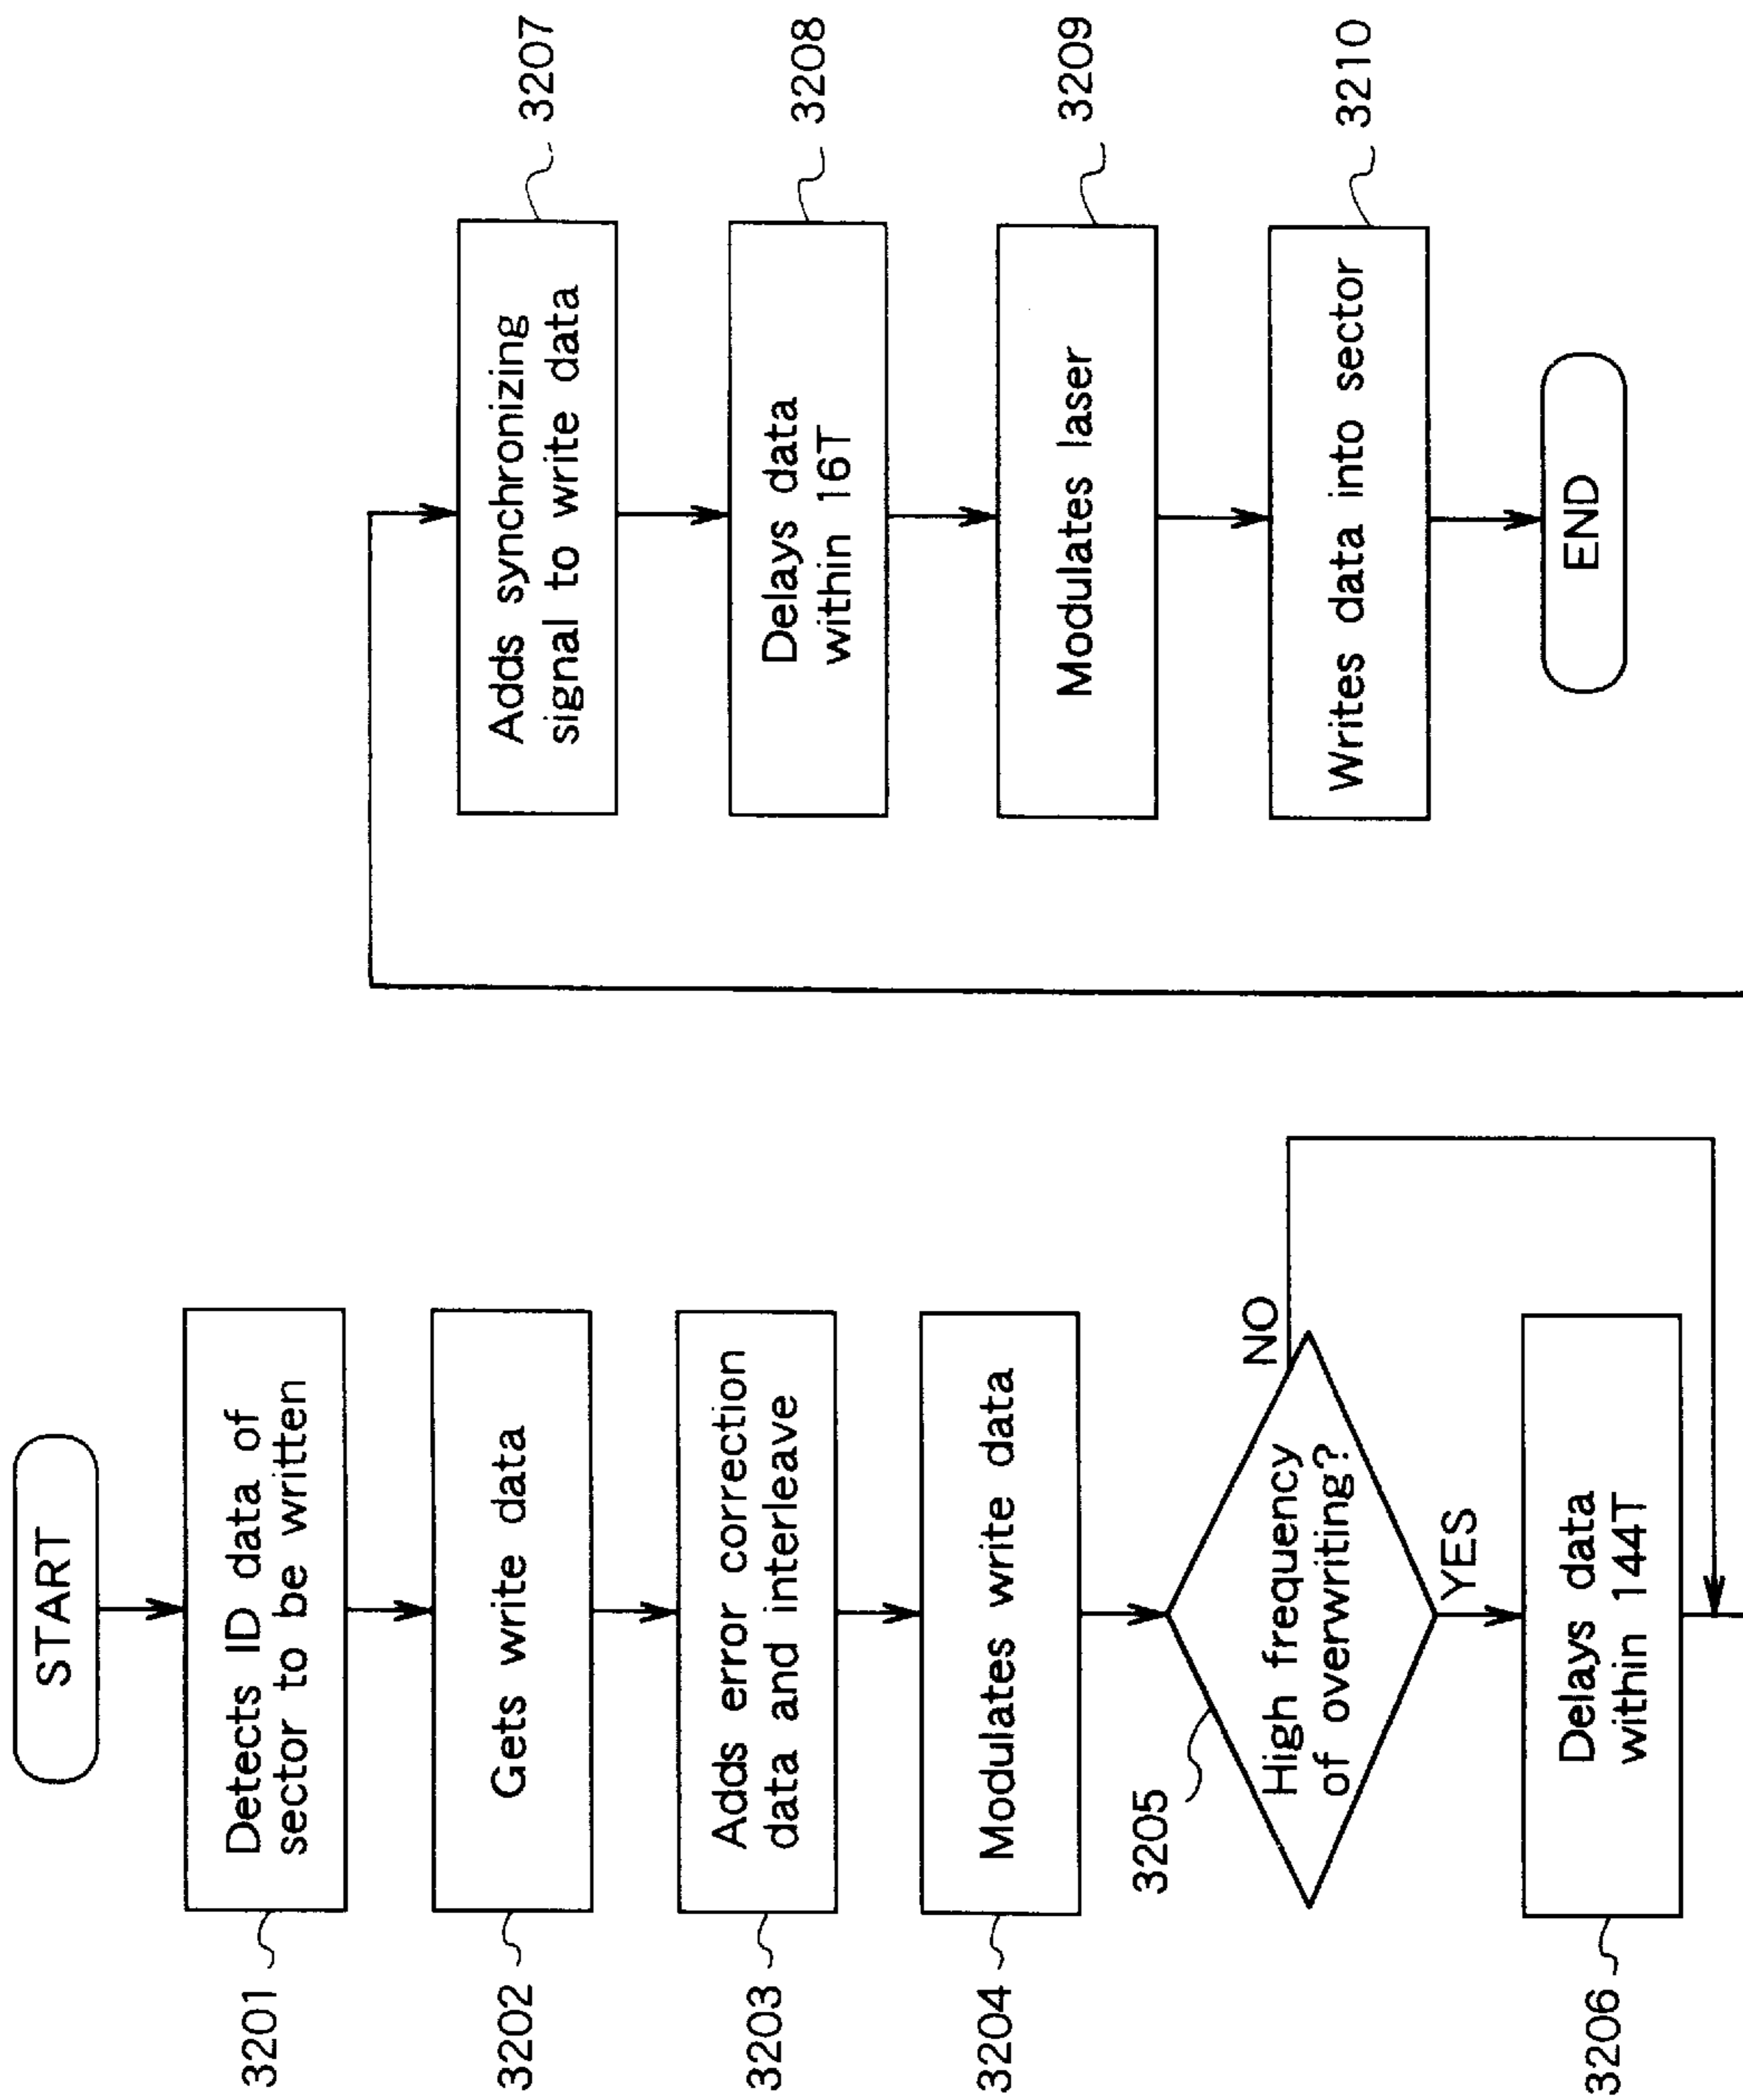 START
3201
Detects ID data of
sector to be written
3202
Gets write data
3203
Adds error correction
data and interleave
3204
Modulates write data
3205
High frequency
of overwriting?
NO
YES
3206
Delays data
within 144T
Adds synchronizing
signal to write data
3207
Delays data
within 16T
3208
Modulates laser
3209
Writes data into sector
3210
END